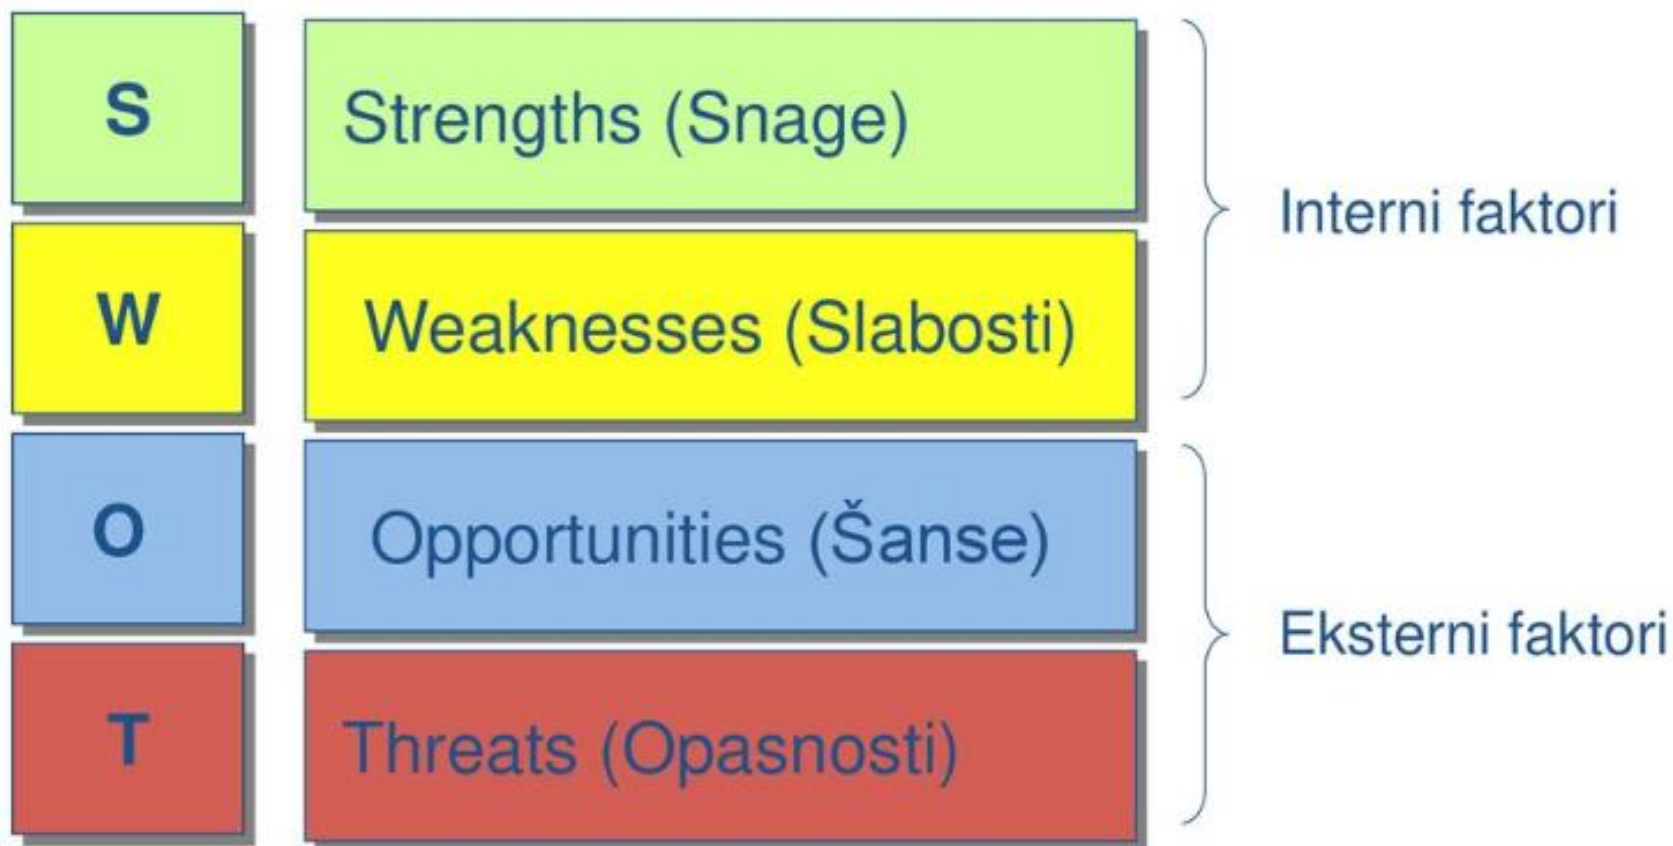 S
Strengths (Snage)
W
Weaknesses (Slabosti)
Interni faktori
O
Opportunities (Šanse)
T
Threats (Opasnosti)
Eksterni faktori